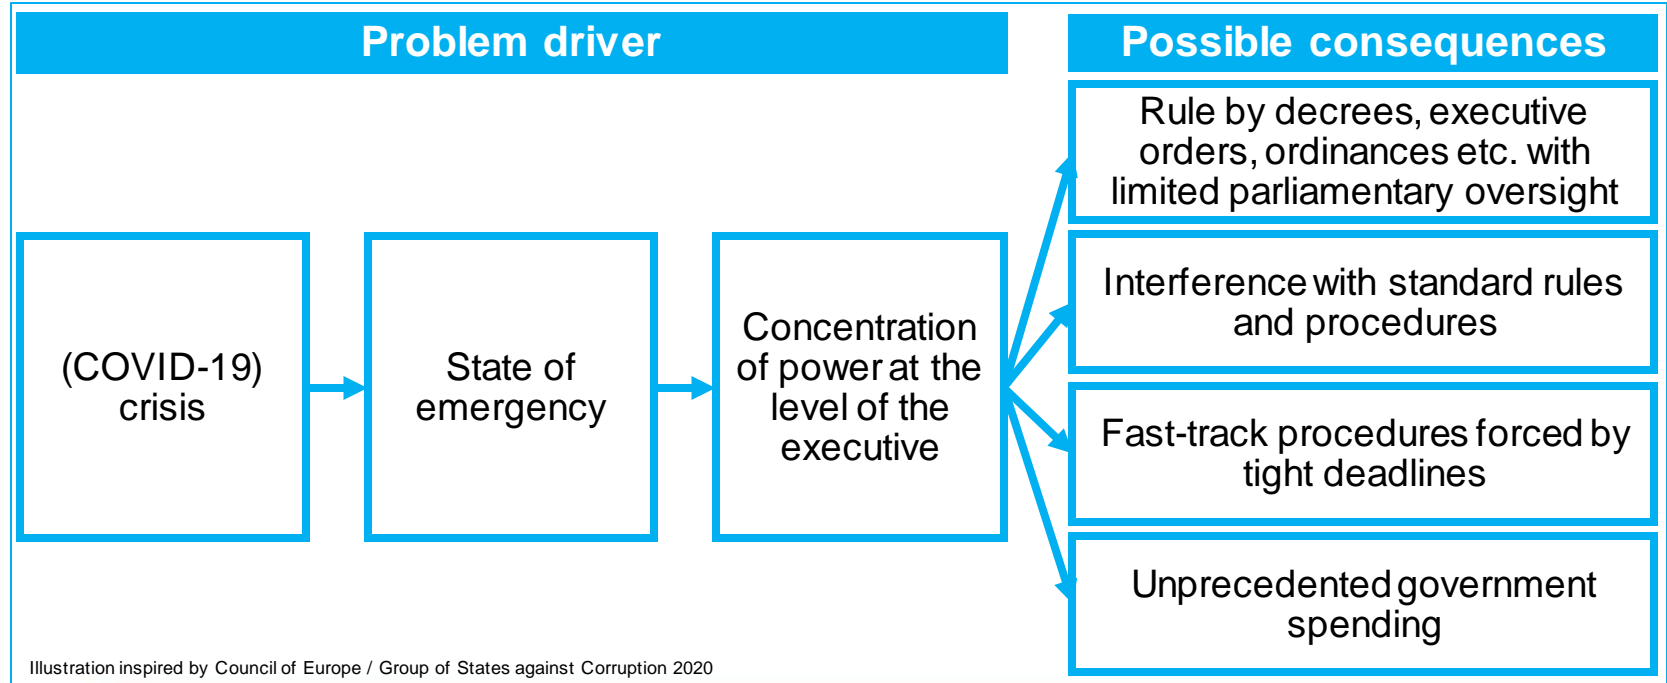 Problem driver
Possible consequences
(COVID-19)
crisis
State of
emergency
Concentration
of power at the
level of the
executive
Rule by decrees, executive
orders, ordinances etc. with
limited parliamentary oversight
Interference with standard rules
and procedures
Fast-track procedures forced by
tight deadlines
Unprecedented government
spending
Illustration inspired by Council of Europe / Group of States against Corruption 2020